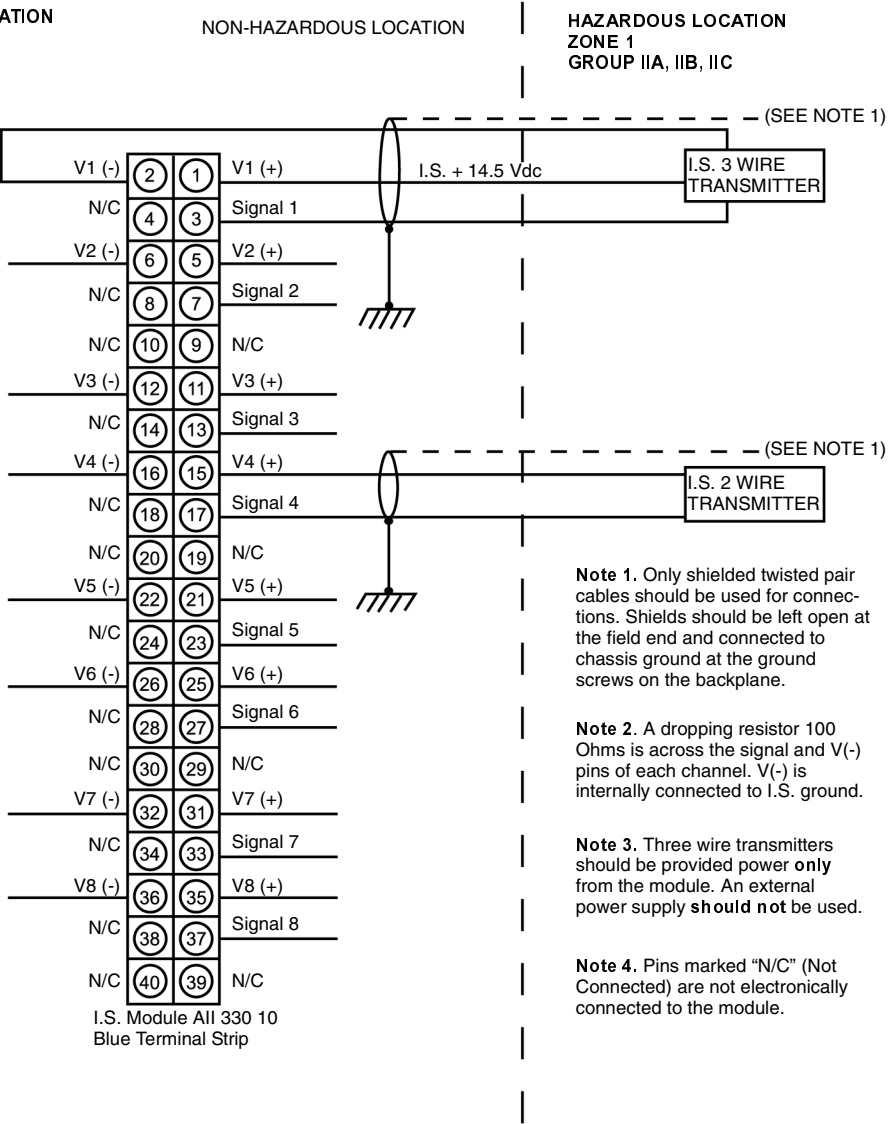 ATION
NON-HAZARDOUS LOCATION
HAZARDOUS LOCATION
ZONE 1
GROUP IIA, IIB, IIC
(SEE NOTE 1)
V1 (-) 2 1 V1 (+)
I.S. + 14.5 Vdc
I.S. 3 WIRE
TRANSMITTER
N/C 4 3 Signal 1
V2 (-) 6 5 V2 (+)
N/C 8 7 Signal 2
N/C 10 9 N/C
V3 (-) 12 11 V3 (+)
N/C 14 13 Signal 3
(SEE NOTE 1)
V4 (-) 16 15 V4 (+)
I.S. 2 WIRE
TRANSMITTER
N/C 18 17 Signal 4
N/C 20 19 N/C
V5 (-) 22 21 V5 (+)
N/C 24 23 Signal 5
V6 (-) 26 25 V6 (+)
N/C 28 27 Signal 6
N/C 30 29 N/C
V7 (-) 32 31 V7 (+)
N/C 34 33 Signal 7
V8 (-) 36 35 V8 (+)
N/C 38 37 Signal 8
N/C 40 39 N/C
I.S. Module AII 330 10
Blue Terminal Strip
Note 1. Only shielded twisted pair
cables should be used for connec-
tions. Shields should be left open at
the field end and connected to
chassis ground at the ground
screws on the backplane.
Note 2. A dropping resistor 100
Ohms is across the signal and V(-)
pins of each channel. V(-) is
internally connected to I.S. ground.
Note 3. Three wire transmitters
should be provided power only
from the module. An external
power supply should not be used.
Note 4. Pins marked “N/C” (Not
Connected) are not electronically
connected to the module.